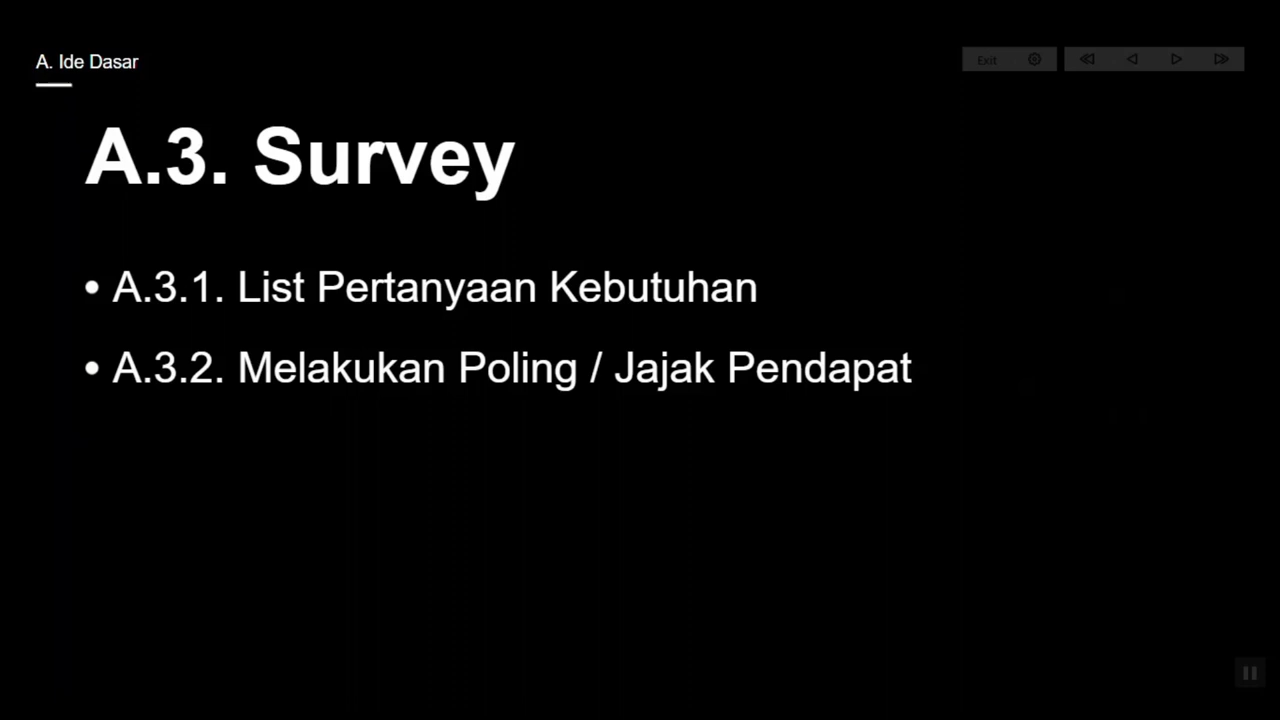 A. Ide Dasar
Exit
A.3. Survey
• A.3.1. List Pertanyaan Kebutuhan
• A.3.2. Melakukan Poling / Jajak Pendapat